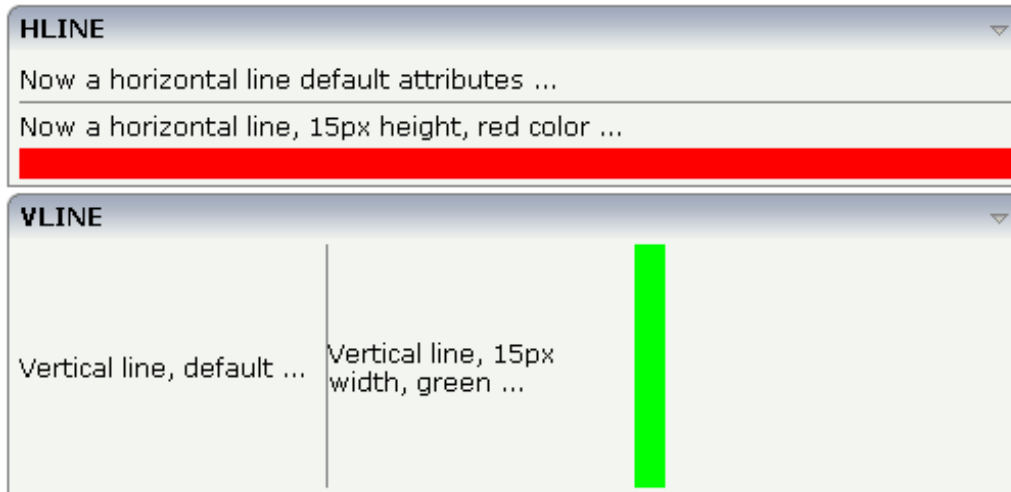 HLINE
Now a horizontal line default attributes ...
Now a horizontal line, 15px height, red color ...
VLINE
Vertical line, default ...
Vertical line, 15px
width, green ...